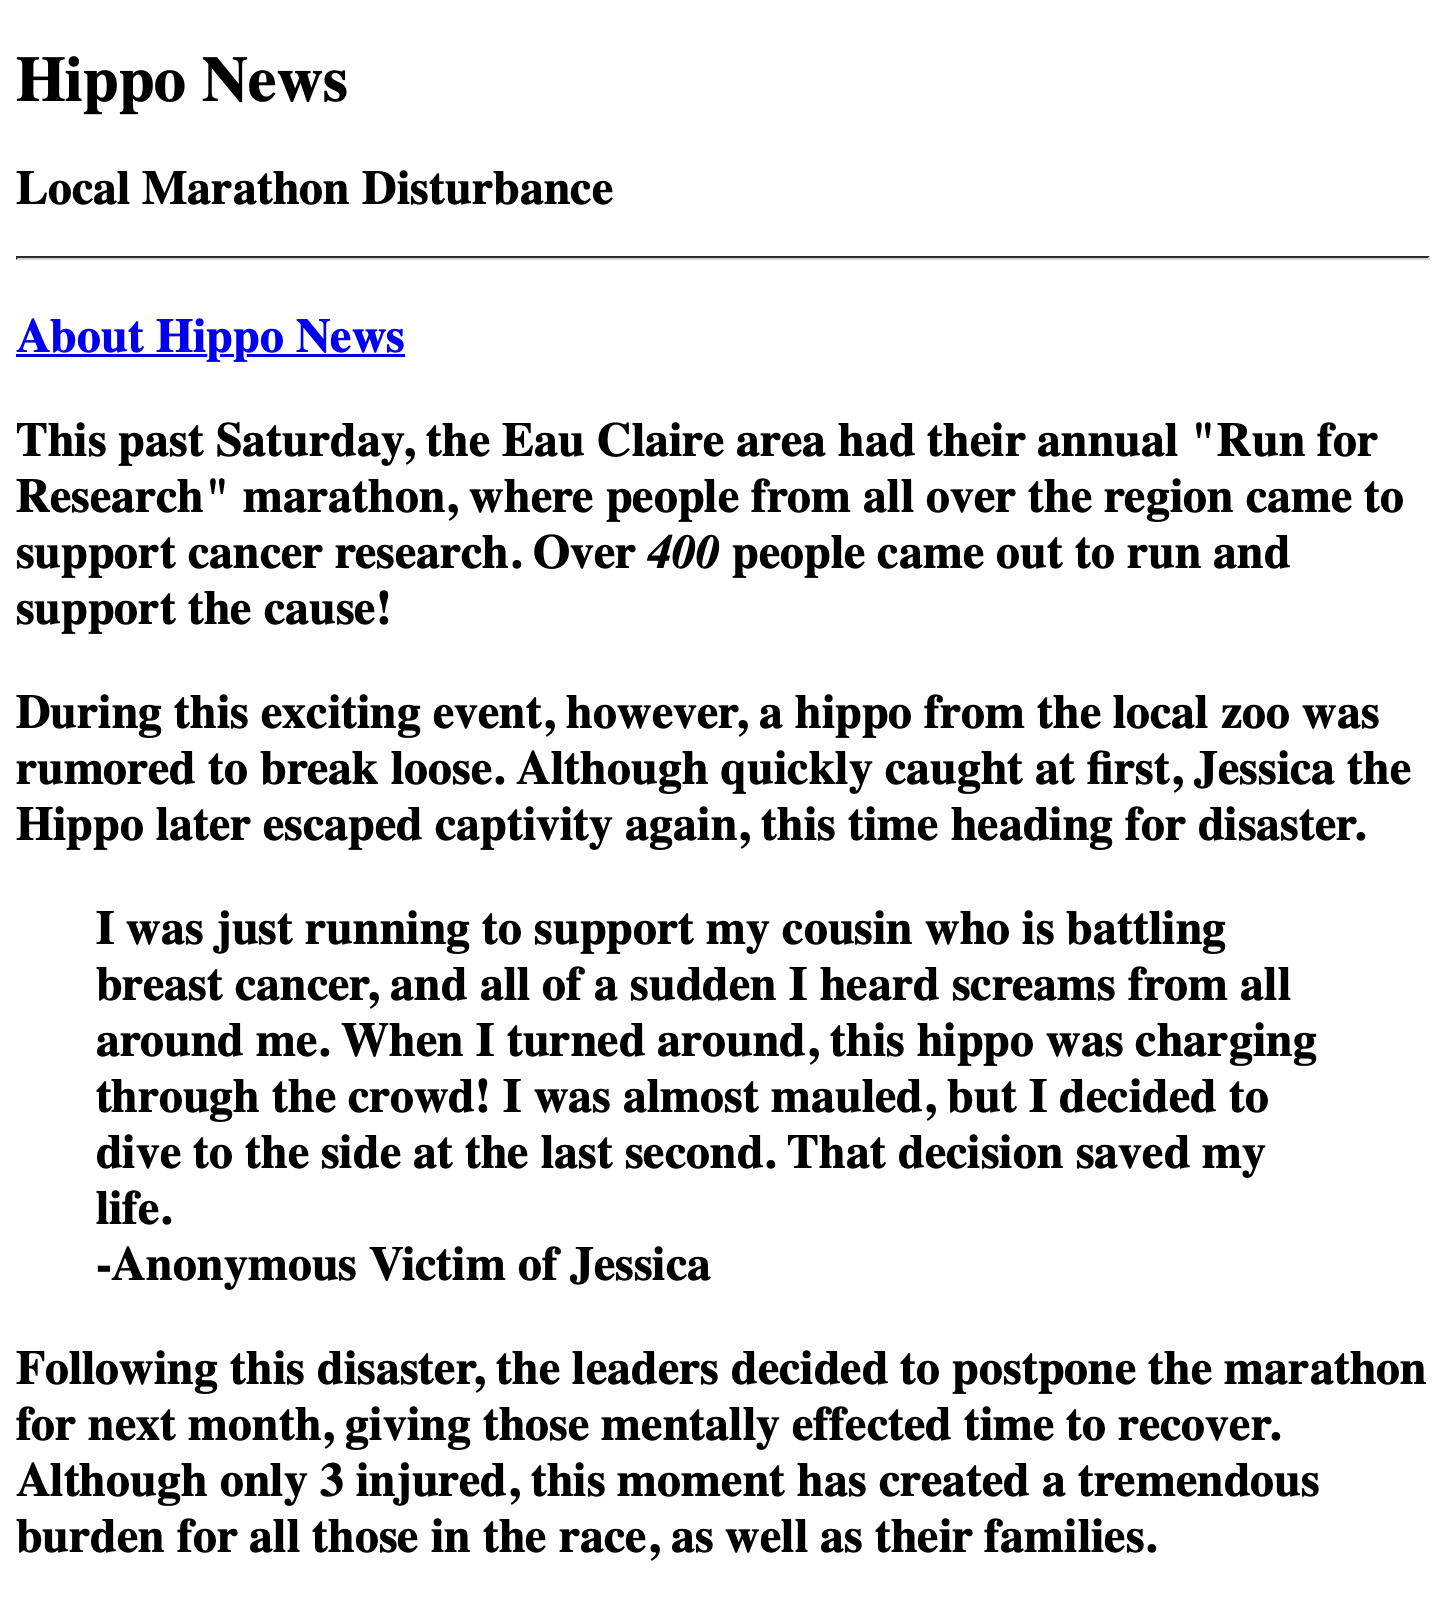 Hippo News
Local Marathon Disturbance
About Hippo News
This past Saturday, the Eau Claire area had their annual "Run for
Research" marathon, where people from all over the region came to
support cancer research. Over 400 people came out to run and
support the cause!
During this exciting event, however, a hippo from the local zoo was
rumored to break loose. Although quickly caught at first, Jessica the
Hippo later escaped captivity again, this time heading for disaster.
I was just running to support my cousin who is battling
breast cancer, and all of a sudden I heard screams from all
around me. When I turned around, this hippo was charging
through the crowd! I was almost mauled, but I decided to
dive to the side at the last second. That decision saved my
life.
-Anonymous Victim of Jessica
Following this disaster, the leaders decided to postpone the marathon
for next month, giving those mentally effected time to recover.
Although only 3 injured, this moment has created a tremendous
burden for all those in the race, as well as their families.